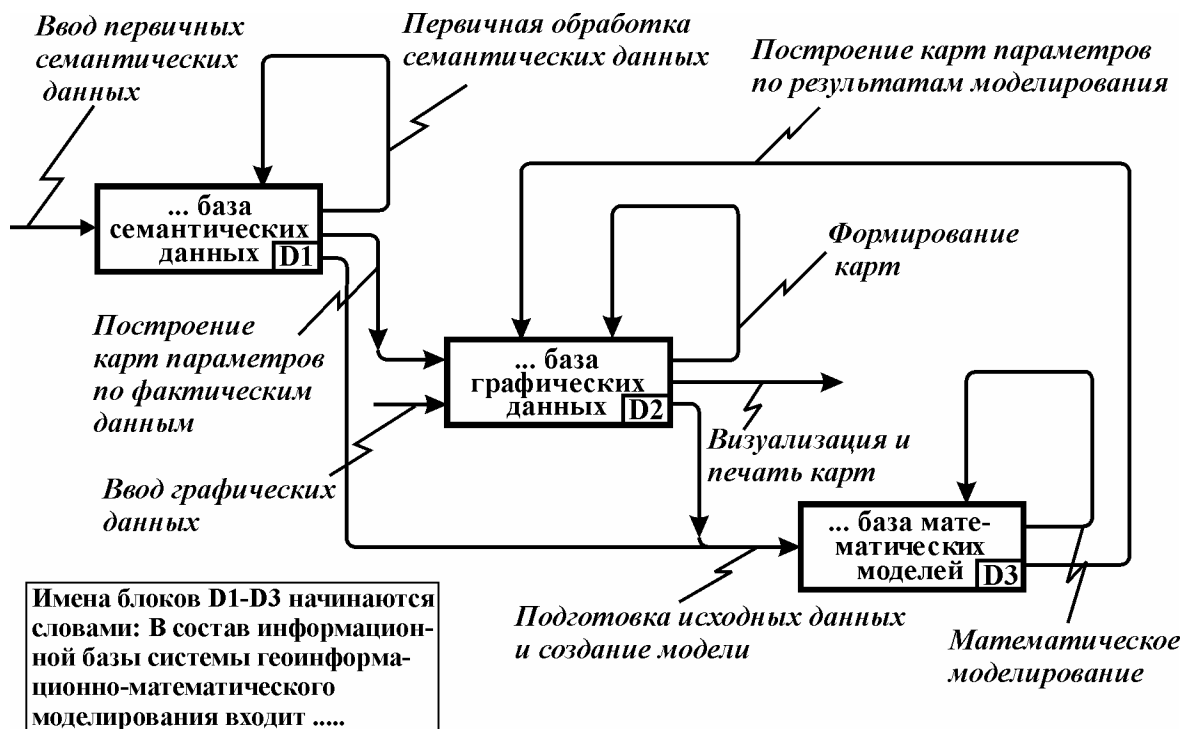 Ввод первичных
семантических
данных
Первичная обработка
семантических данных
Построение карт параметров
по результатам моделирования
... база
семантических
данных D1
Формирование
карт
Построение
карт параметров
по фактическим
данным
... база
графических
данных D2
Визуализация и
печать карт
Ввод графических
данных
... база мате-
матических
моделей D3
Подготовка исходных данных
и создание модели
Математическое
моделирование
Имена блоков D1-D3 начинаются
словами: В состав информацион-
ной базы системы геоинформа-
ционно-математического
моделирования входит .....